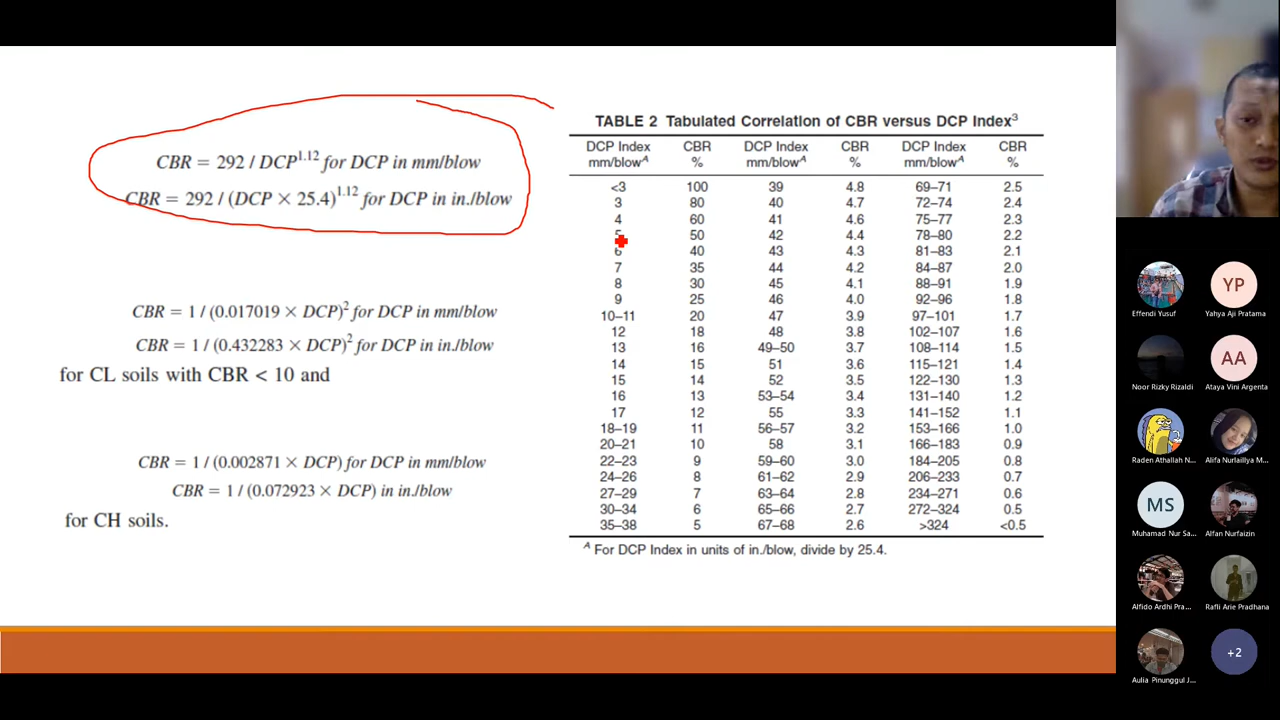 CBR = 292 / DCP^1.12 for DCP in mm/blow
CBR = 292 / (DCP × 25.4)^1.12 for DCP in in./blow
CBR = 1 / (0.017019 × DCP)^2 for DCP in mm/blow
CBR = 1 / (0.432283 × DCP)^2 for DCP in in./blow
for CL soils with CBR < 10 and
CBR = 1 / (0.002871 × DCP) for DCP in mm/blow
CBR = 1 / (0.072923 × DCP) in in./blow
for CH soils.
TABLE 2 Tabulated Correlation of CBR versus DCP Index^3
DCP Index CBR DCP Index CBR DCP Index CBR
mm/blow^A % mm/blow^A % mm/blow^A %
<3 100 39 4.8 69–71 2.5
3 80 40 4.7 72–74 2.4
4 60 41 4.6 75–77 2.3
5 50 42 4.4 78–80 2.2
6 40 43 4.3 81–83 2.1
7 35 44 4.2 84–87 2.0
8 30 45 4.1 88–91 1.9
9 25 46 4.0 92–96 1.8
10–11 20 47 3.9 97–101 1.7
12 18 48 3.8 102–107 1.6
13 16 49–50 3.7 108–114 1.5
14 15 51 3.6 115–121 1.4
15 14 52 3.5 122–130 1.3
16 13 53–54 3.4 131–140 1.2
17 12 55 3.3 141–152 1.1
18–19 11 56–57 3.2 153–166 1.0
20–21 10 58 3.1 166–183 0.9
22–23 9 59–60 3.0 184–205 0.8
24–26 8 61–62 2.9 206–233 0.7
27–29 7 63–64 2.8 234–271 0.6
30–34 6 65–66 2.7 272–324 0.5
35–38 5 67–68 2.6 >324 <0.5
^A For DCP Index in units of in./blow, divide by 25.4.
YP
Effendi Yusuf Yahya Aji Pratama
AA
Noor Rizky Rizaldi Ataya Vini Argenta
Raden Athallah N... Alifa Nurlaillya M...
MS
Muhamad Nur Sa... Alfan Nurfaizin
Alfido Ardhi Pra... Rafli Arie Pradhana
+2
Aulia Pinunggul J...